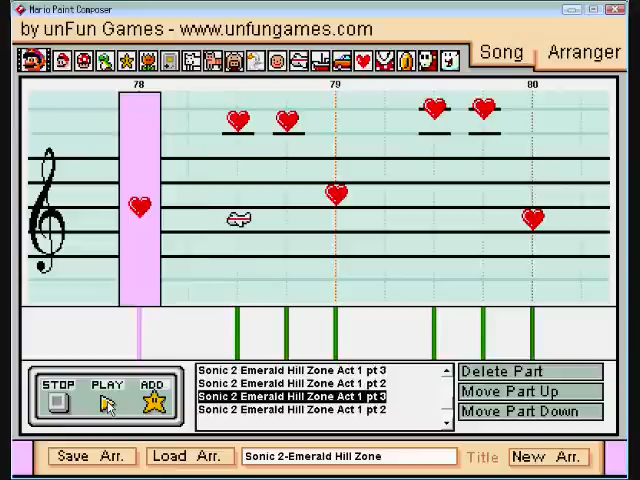 Mario Paint Composer
by unFun Games - www.unfungames.com
Song
Arranger
78
79
80
STOP
PLAY
ADD
Sonic 2 Emerald Hill Zone Act 1 pt 3
Sonic 2 Emerald Hill Zone Act 1 pt 2
Sonic 2 Emerald Hill Zone Act 1 pt 3
Sonic 2 Emerald Hill Zone Act 1 pt 2
Delete Part
Move Part Up
Move Part Down
Save Arr.
Load Arr.
Sonic 2-Emerald Hill Zone
Title
New Arr.